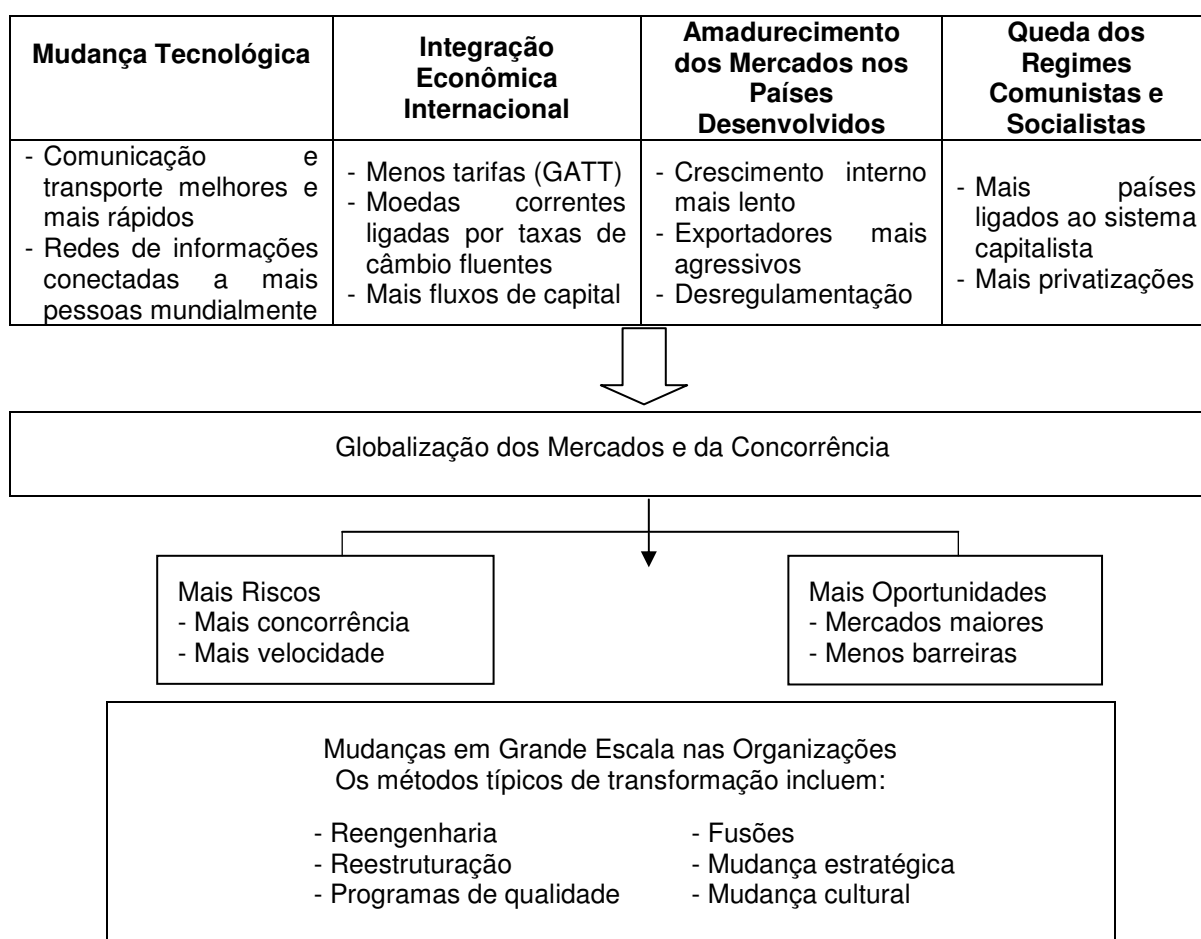 Mudança Tecnológica
Integração
Econômica
Internacional
Amadurecimento
dos Mercados nos
Países
Desenvolvidos
Queda dos
Regimes
Comunistas e
Socialistas
- Comunicação e
transporte melhores e
mais rápidos
- Redes de informações
conectadas a mais
pessoas mundialmente
- Menos tarifas (GATT)
- Moedas correntes
ligadas por taxas de
câmbio fluentes
- Mais fluxos de capital
- Crescimento interno
mais lento
- Exportadores mais
agressivos
- Desregulamentação
- Mais países
ligados ao sistema
capitalista
- Mais privatizações
Globalização dos Mercados e da Concorrência
Mais Riscos
- Mais concorrência
- Mais velocidade
Mais Oportunidades
- Mercados maiores
- Menos barreiras
Mudanças em Grande Escala nas Organizações
Os métodos típicos de transformação incluem:
- Reengenharia
- Reestruturação
- Programas de qualidade
- Fusões
- Mudança estratégica
- Mudança cultural